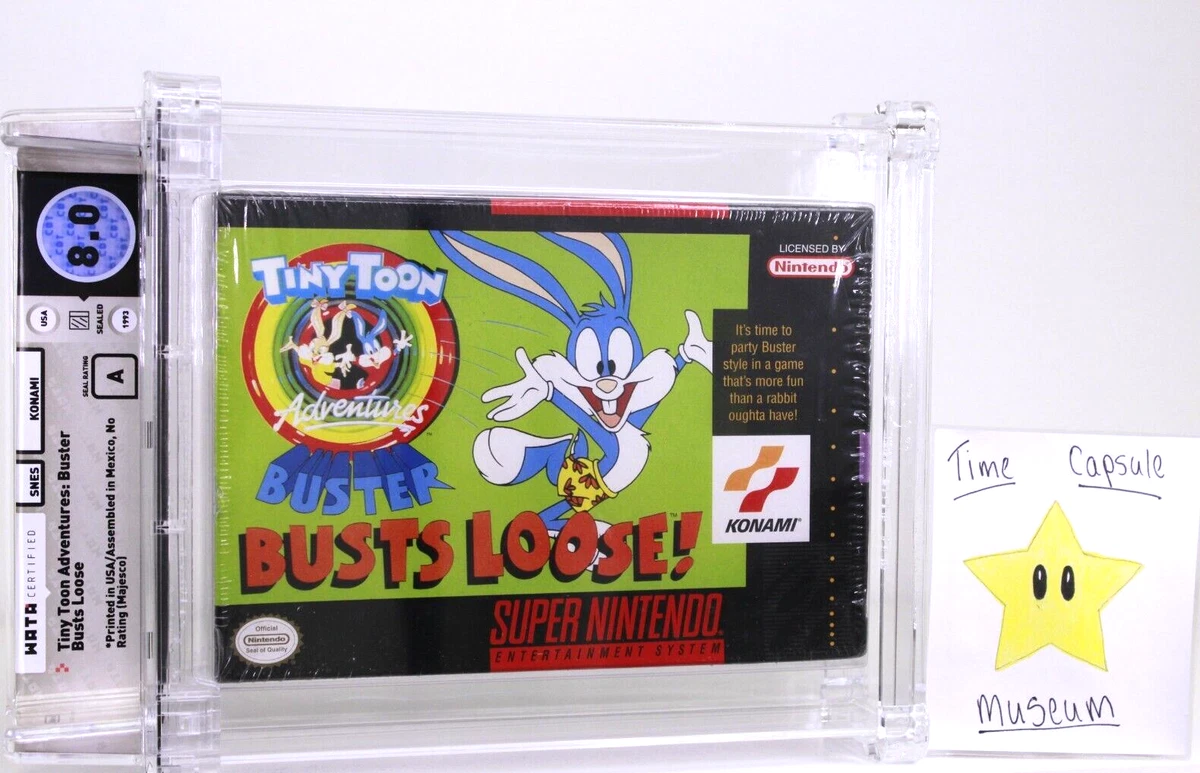 8.0
USA
SEALED
1993
KONAMI
SEAL RATING
A
SNES
WATA CERTIFIED
Tiny Toon Adventures: Buster
Busts Loose
*Printed in USA/Assembled in Mexico, No
Rating (Majesco)
TINY TOON
Adventures
™
BUSTER
BUSTS LOOSE!
™
LICENSED BY
Nintendo
It's time to
party Buster
style in a game
that's more fun
than a rabbit
oughta have!
KONAMI®
Official
Nintendo
Seal of Quality
SUPER NINTENDO
ENTERTAINMENT SYSTEM
Time Capsule
Museum